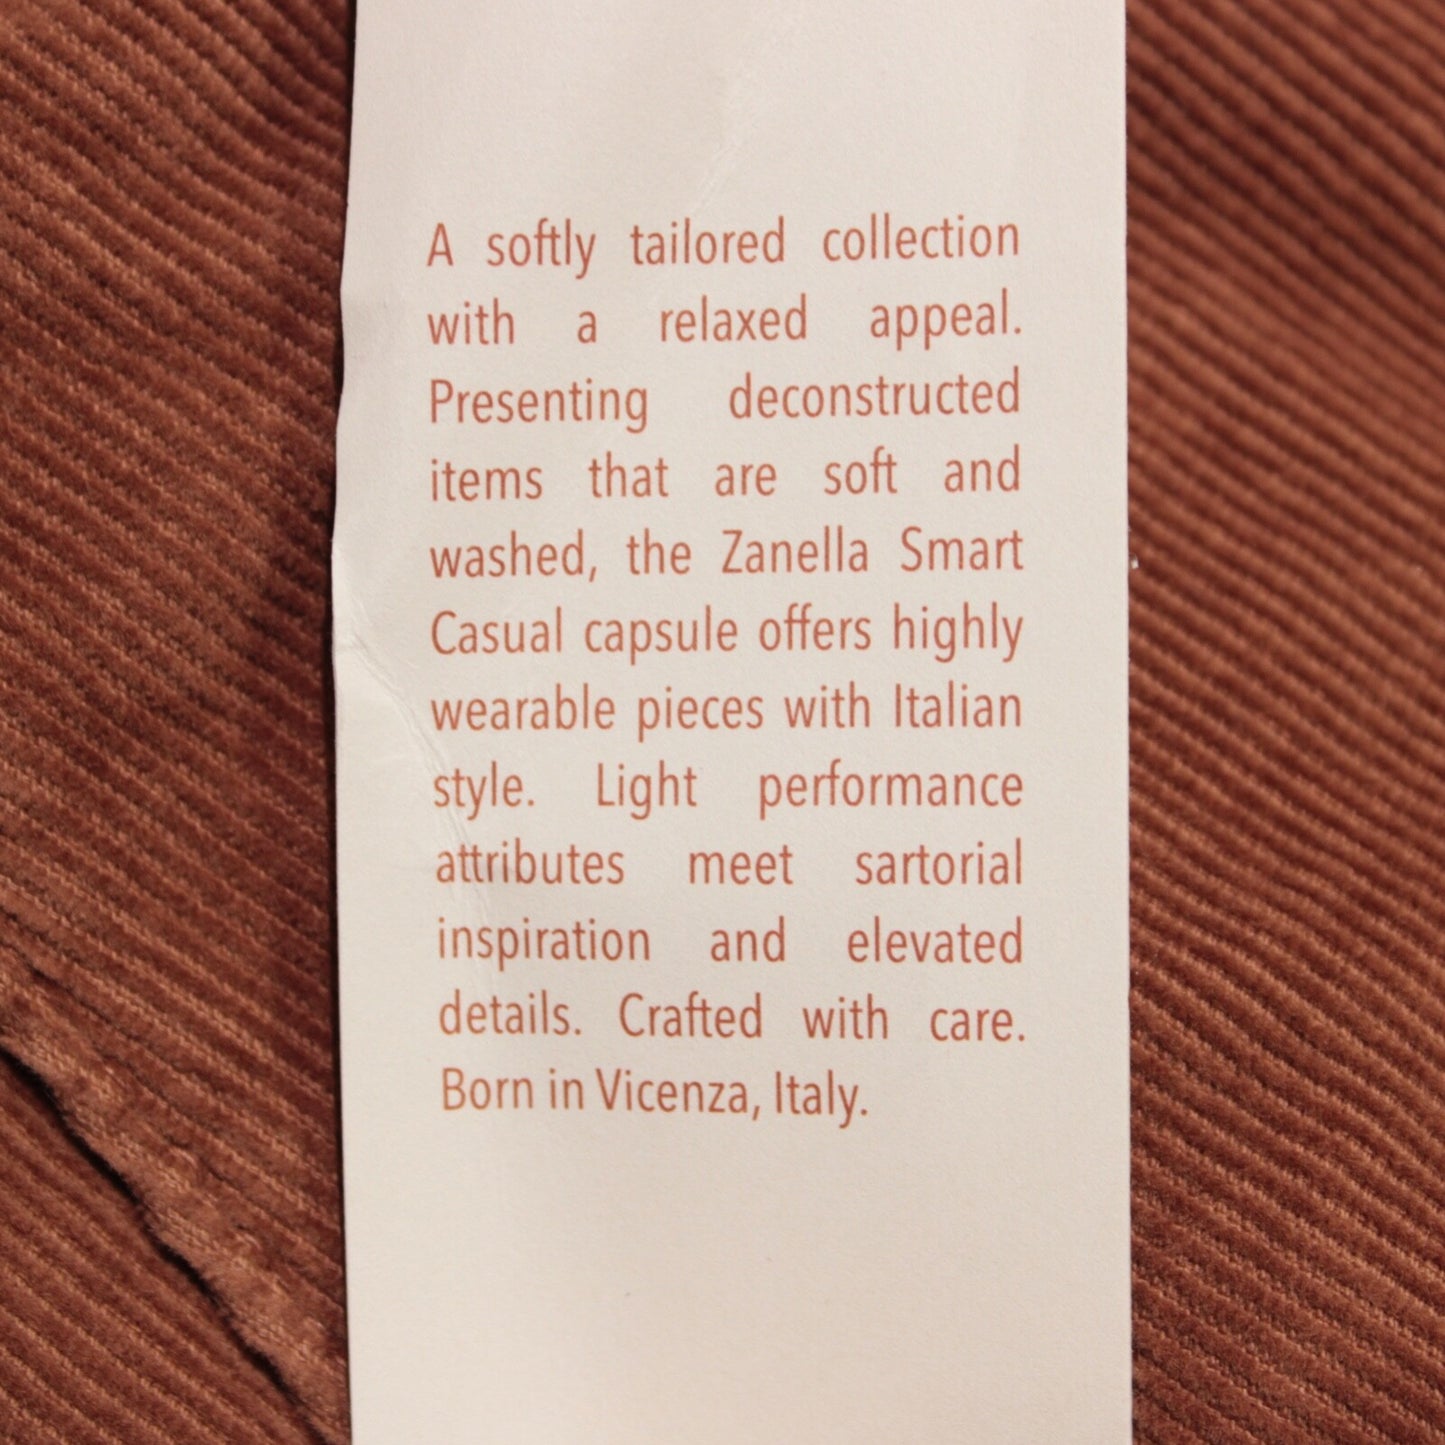 A softly tailored collection
with a relaxed appeal.
Presenting deconstructed
items that are soft and
washed, the Zanella Smart
Casual capsule offers highly
wearable pieces with Italian
style. Light performance
attributes meet sartorial
inspiration and elevated
details. Crafted with care.
Born in Vicenza, Italy.